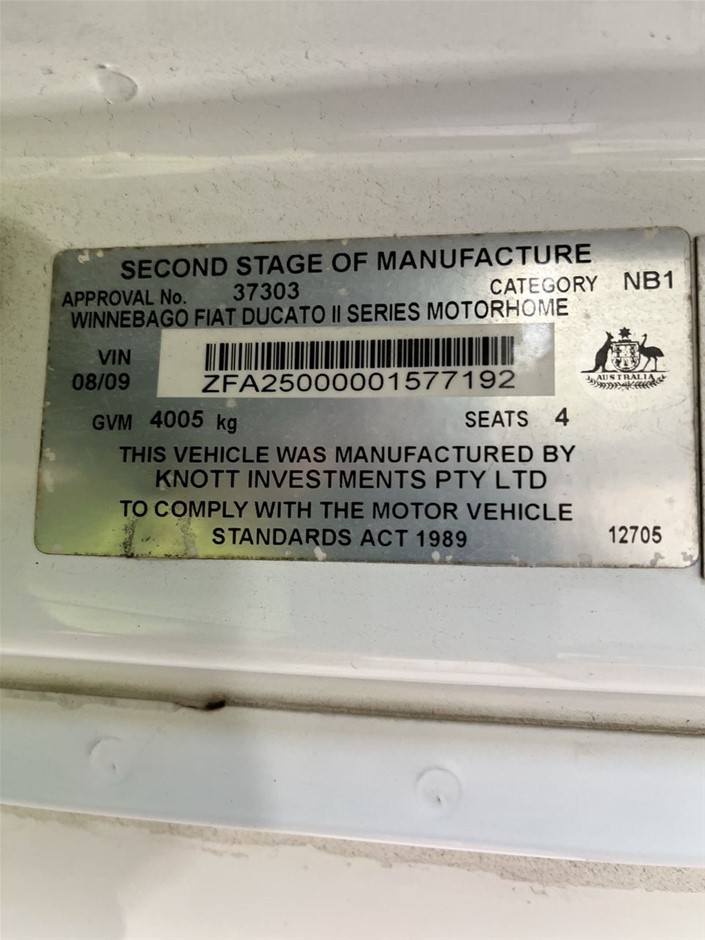 SECOND STAGE OF MANUFACTURE
APPROVAL No. 37303 CATEGORY NB1
WINNEBAGO FIAT DUCATO II SERIES MOTORHOME
VIN
08/09 ZFA25000001577192
AUSTRALIA
GVM 4005 kg SEATS 4
THIS VEHICLE WAS MANUFACTURED BY
KNOTT INVESTMENTS PTY LTD
TO COMPLY WITH THE MOTOR VEHICLE
STANDARDS ACT 1989 12705